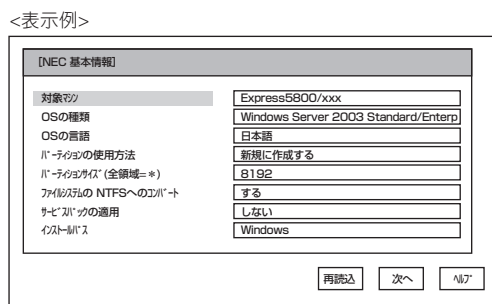 <表示例>
[NEC 基本情報]
対象ﾏｼﾝ Express5800/xxx
OSの種類 Windows Server 2003 Standard/Enterp
OSの言語 日本語
ﾊﾟｰﾃｨｼｮﾝの使用方法 新規に作成する
ﾊﾟｰﾃｨｼｮﾝｻｲｽﾞ(全領域=*) 8192
ﾌｧｲﾙｼｽﾃﾑの NTFSへのｺﾝﾊﾞｰﾄ する
ｻｰﾋﾞｽﾊﾟｯｸの適用 しない
ｲﾝｽﾄｰﾙﾊﾟｽ Windows
再読込 次へ ﾍﾙﾌﾟ